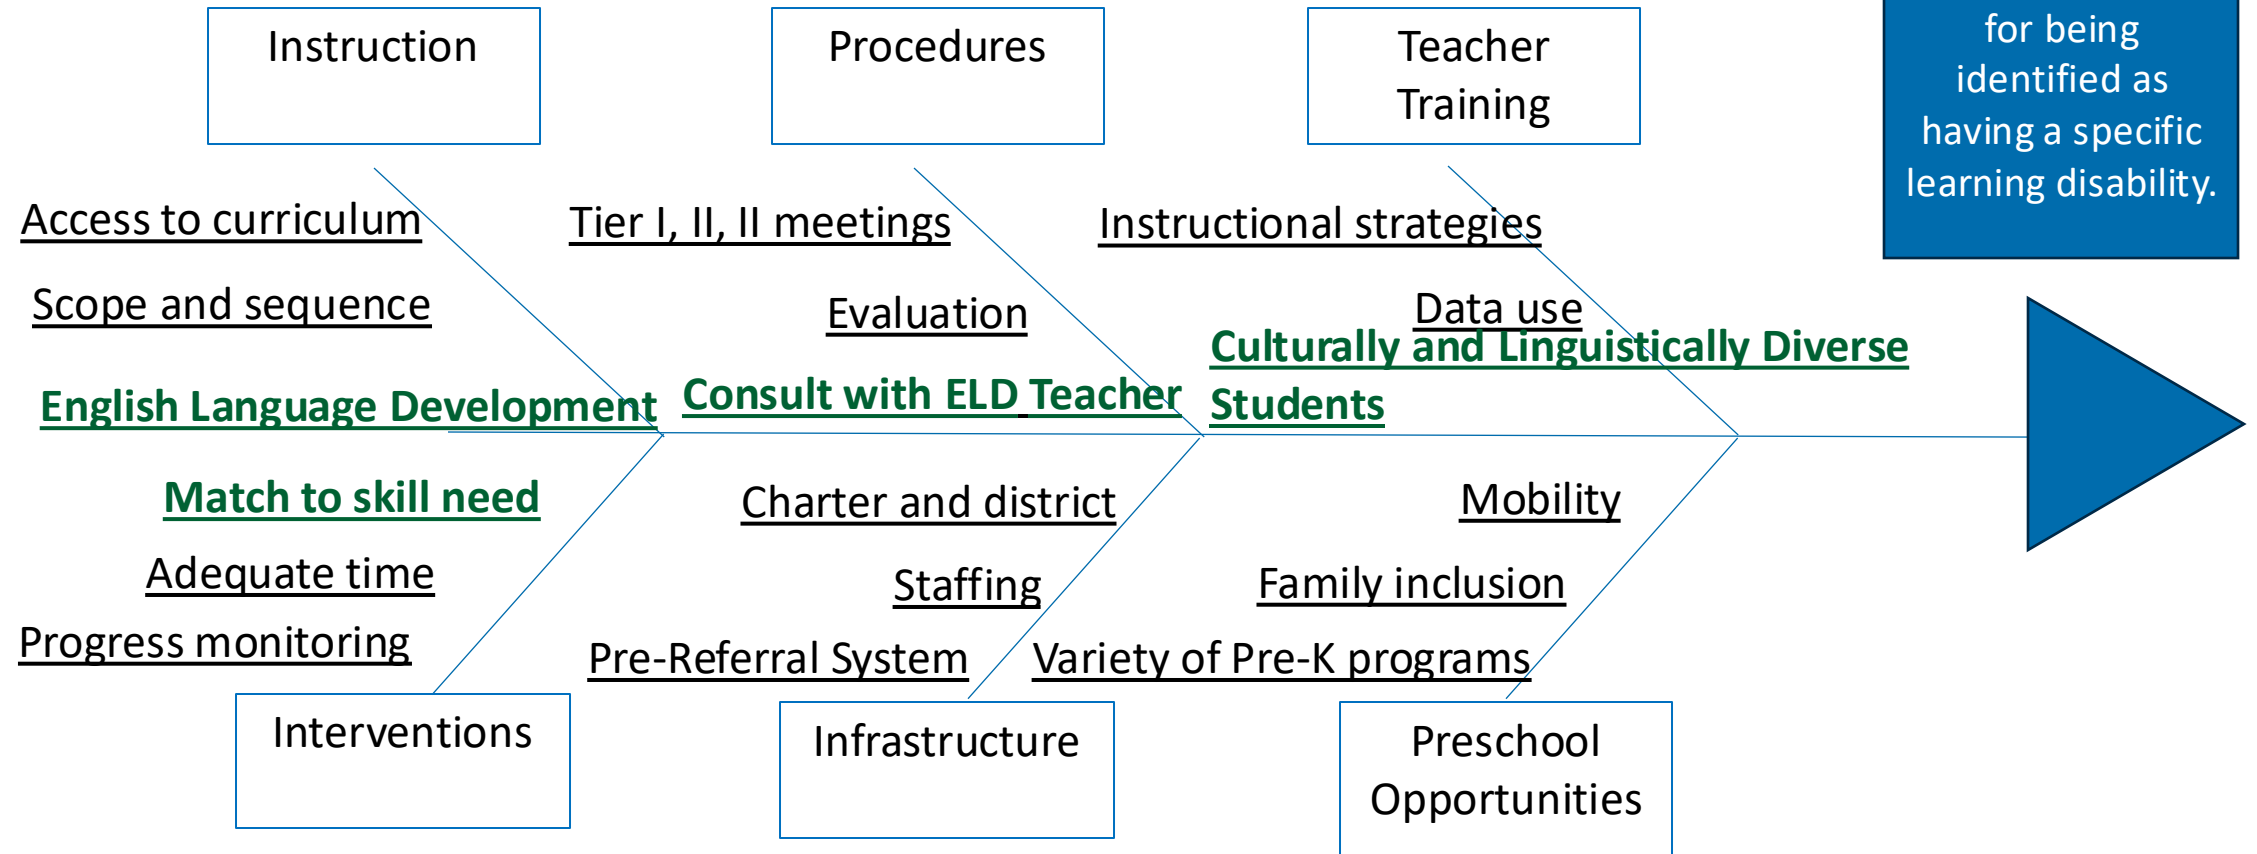 Instruction
Procedures
Teacher
Training
for being
identified as
having a specific
learning disability.
Access to curriculum
Tier I, II, II meetings
Instructional strategies
Scope and sequence
Evaluation
Data use
Culturally and Linguistically Diverse
Students
English Language Development
Consult with ELD Teacher
Match to skill need
Charter and district
Mobility
Adequate time
Staffing
Family inclusion
Progress monitoring
Pre-Referral System
Variety of Pre-K programs
Interventions
Infrastructure
Preschool
Opportunities